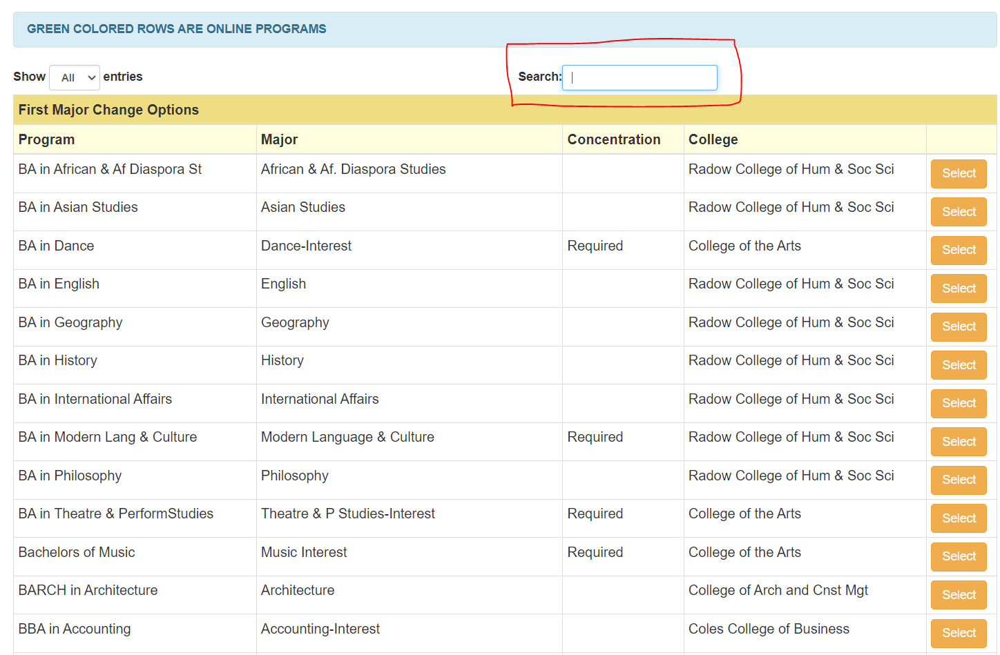 GREEN COLORED ROWS ARE ONLINE PROGRAMS
Show All entries Search:
First Major Change Options
Program Major Concentration College
BA in African & Af Diaspora St African & Af. Diaspora Studies Radow College of Hum & Soc Sci Select
BA in Asian Studies Asian Studies Radow College of Hum & Soc Sci Select
BA in Dance Dance-Interest Required College of the Arts Select
BA in English English Radow College of Hum & Soc Sci Select
BA in Geography Geography Radow College of Hum & Soc Sci Select
BA in History History Radow College of Hum & Soc Sci Select
BA in International Affairs International Affairs Radow College of Hum & Soc Sci Select
BA in Modern Lang & Culture Modern Language & Culture Required Radow College of Hum & Soc Sci Select
BA in Philosophy Philosophy Radow College of Hum & Soc Sci Select
BA in Theatre & PerformStudies Theatre & P Studies-Interest Required College of the Arts Select
Bachelors of Music Music Interest Required College of the Arts Select
BARCH in Architecture Architecture College of Arch and Cnst Mgt Select
BBA in Accounting Accounting-Interest Coles College of Business Select